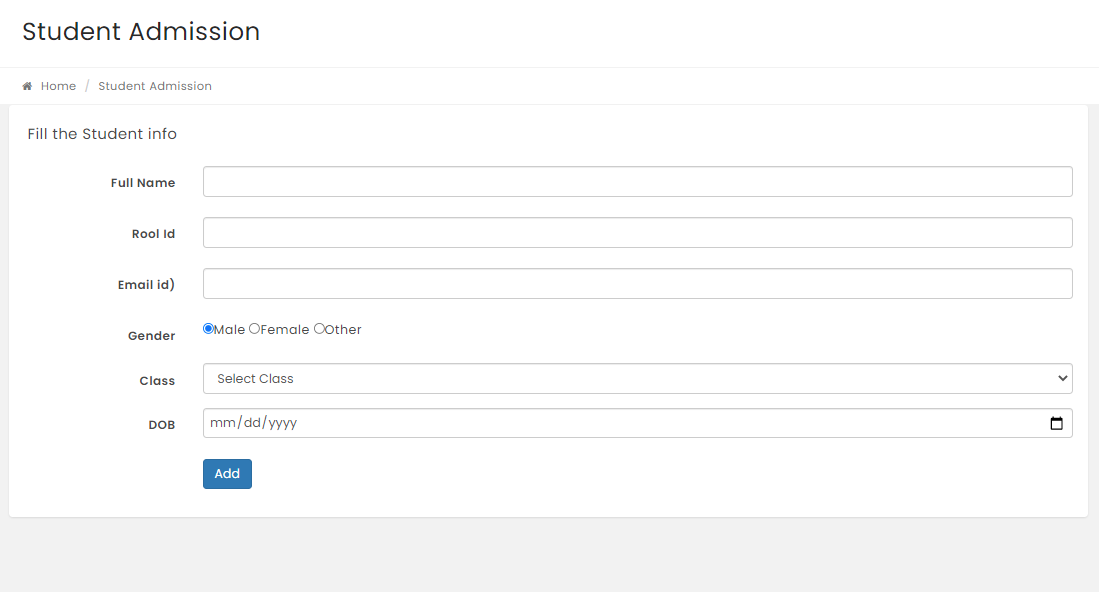 Student Admission
Home / Student Admission
Fill the Student info
Full Name
Rool Id
Email id)
Gender Male Female Other
Class Select Class
DOB mm/dd/yyyy
Add